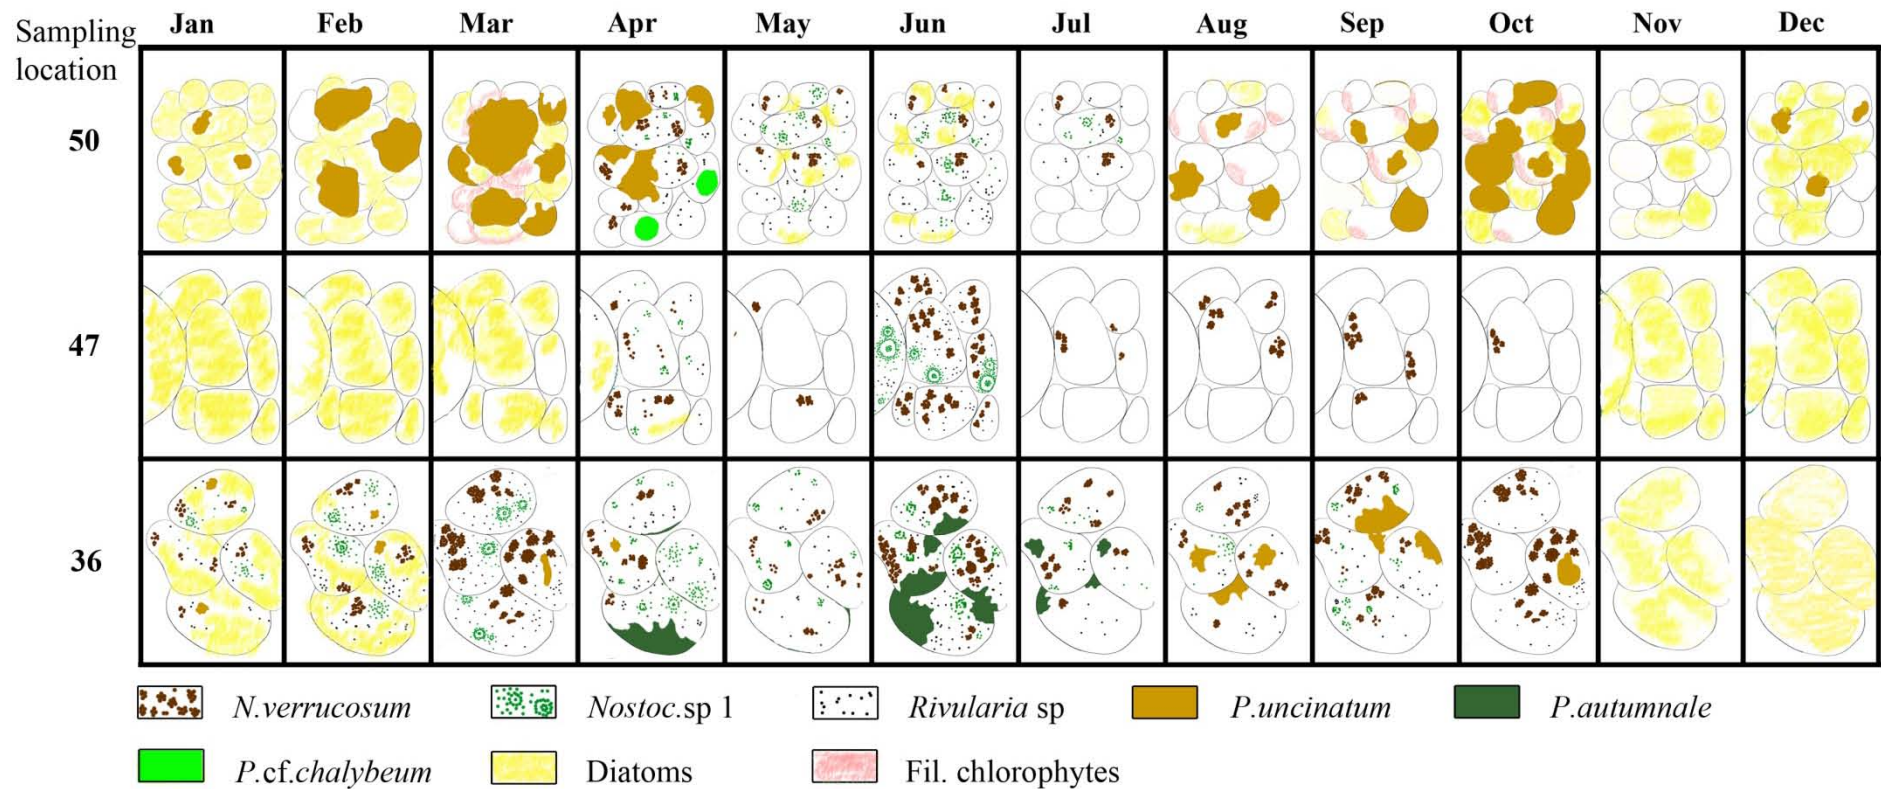 Sampling location
Jan Feb Mar Apr May Jun Jul Aug Sep Oct Nov Dec
50
47
36
N.verrucosum Nostoc.sp 1 Rivularia sp P.uncinatum P.autumnale
P.cf.chalybeum Diatoms Fil. chlorophytes